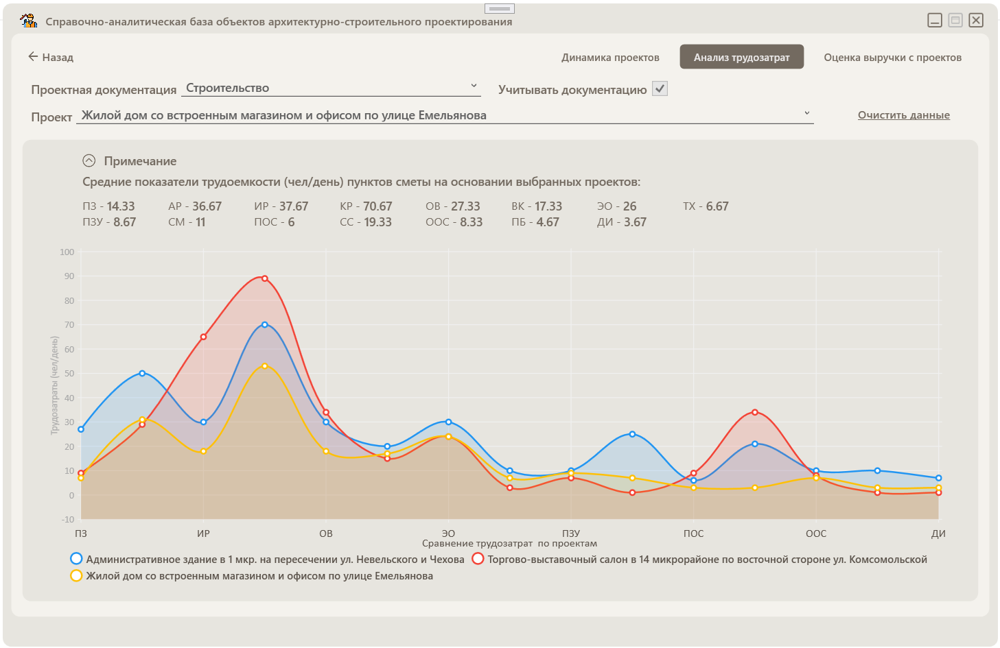 Справочно-аналитическая база объектов архитектурно-строительного проектирования
Назад
Динамика проектов
Анализ трудозатрат
Оценка выручки с проектов
Проектная документация Строительство
Учитывать документацию
Проект Жилой дом со встроенным магазином и офисом по улице Емельянова
Очистить данные
Примечание
Средние показатели трудоемкости (чел/день) пунктов сметы на основании выбранных проектов:
ПЗ - 14.33 АР - 36.67 ИР - 37.67 КР - 70.67 ОВ - 27.33 ВК - 17.33 ЭО - 26 ТХ - 6.67
ПЗУ - 8.67 СМ - 11 ПОС - 6 СС - 19.33 ООС - 8.33 ПБ - 4.67 ДИ - 3.67
100
90
80
70
60
50
40
30
20
10
0
-10
Трудозатраты (чел/день)
ПЗ ИР ОВ ЭО ПЗУ ПОС ООС ДИ
Сравнение трудозатрат по проектам
Административное здание в 1 мкр. на пересечении ул. Невельского и Чехова
Торгово-выставочный салон в 14 микрорайоне по восточной стороне ул. Комсомольской
Жилой дом со встроенным магазином и офисом по улице Емельянова